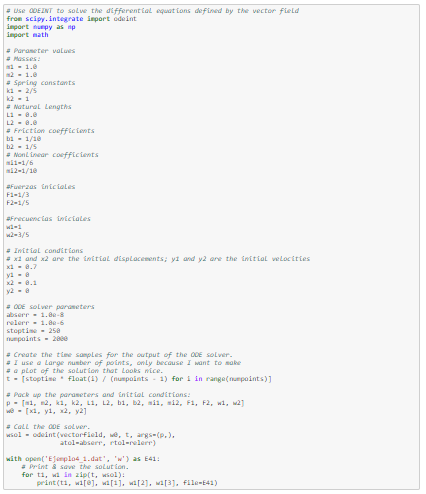 # Use ODEINT to solve the differential equations defined by the vector field
from scipy.integrate import odeint
import numpy as np
import math
# Parameter values
# Masses:
m1 = 1.0
m2 = 1.0
# Spring constants
k1 = 2/5
k2 = 1
# Natural lengths
L1 = 0.0
L2 = 0.0
# Friction coefficients
b1 = 1/10
b2 = 1/5
# NonLinear coefficients
mi1=1/6
mi2=1/10
#Fuerzas iniciales
F1=1/3
F2=1/5
#Frecuencias iniciales
w1=1
w2=3/5
# Initial conditions
# x1 and x2 are the initial displacements; y1 and y2 are the initial velocities
x1 = 0.7
y1 = 0
x2 = 0.1
y2 = 0
# ODE solver parameters
abserr = 1.0e-8
relerr = 1.0e-6
stoptime = 250
numpoints = 2000
# Create the time samples for the output of the ODE solver.
# I use a large number of points, only because I want to make
# a plot of the solution that looks nice.
t = [stoptime * float(i) / (numpoints - 1) for i in range(numpoints)]
# Pack up the parameters and initial conditions:
p = [m1, m2, k1, k2, L1, L2, b1, b2, mi1, mi2, F1, F2, w1, w2]
w0 = [x1, y1, x2, y2]
# Call the ODE solver.
wsol = odeint(vectorfield, w0, t, args=(p,),
atol=abserr, rtol=relerr)
with open('Ejemplo4_1.dat', 'w') as E41:
# Print & save the solution.
for t1, w1 in zip(t, wsol):
print(t1, w1[0], w1[1], w1[2], w1[3], file=E41)